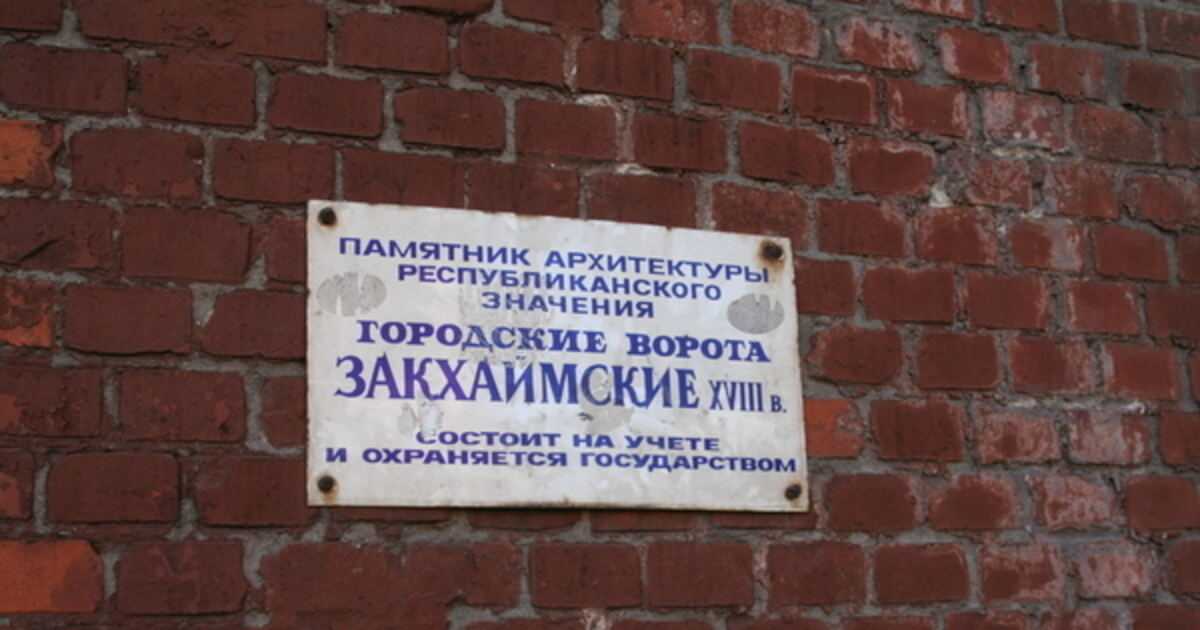 ПАМЯТНИК АРХИТЕКТУРЫ
РЕСПУБЛИКАНСКОГО
ЗНАЧЕНИЯ
ГОРОДСКИЕ ВОРОТА
ЗАКХАЙМСКИЕ XVIII в.
СОСТОИТ НА УЧЕТЕ
И ОХРАНЯЕТСЯ ГОСУДАРСТВОМ